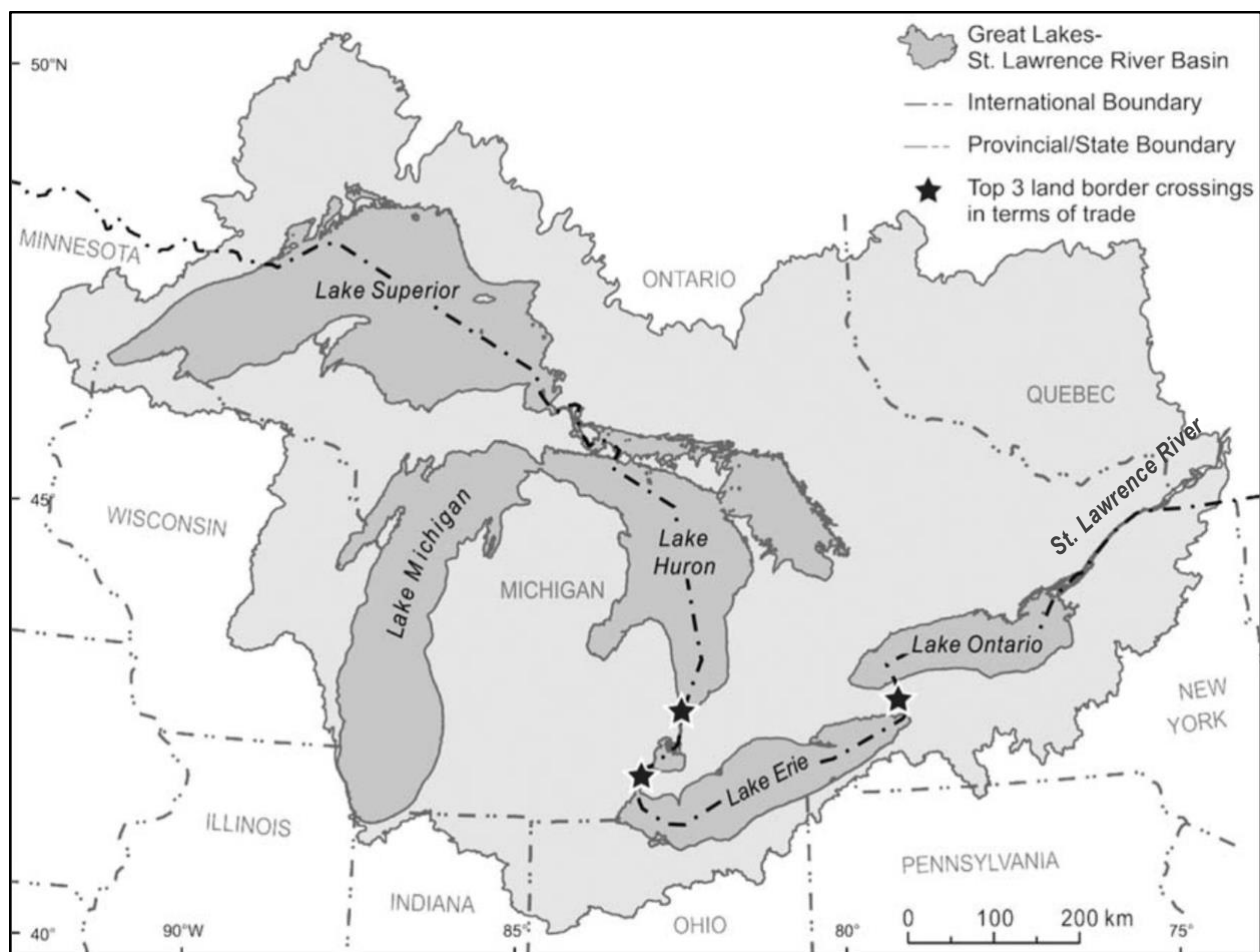 Great Lakes-
St. Lawrence River Basin
International Boundary
Provincial/State Boundary
Top 3 land border crossings
in terms of trade
50°N
MINNESOTA
Lake Superior
ONTARIO
QUEBEC
45°
WISCONSIN
Lake Michigan
MICHIGAN
Lake
Huron
St. Lawrence River
Lake Ontario
NEW
YORK
Lake Erie
ILLINOIS
INDIANA
OHIO
PENNSYLVANIA
0 100 200 km
40°
90°W
85°
80°
75°